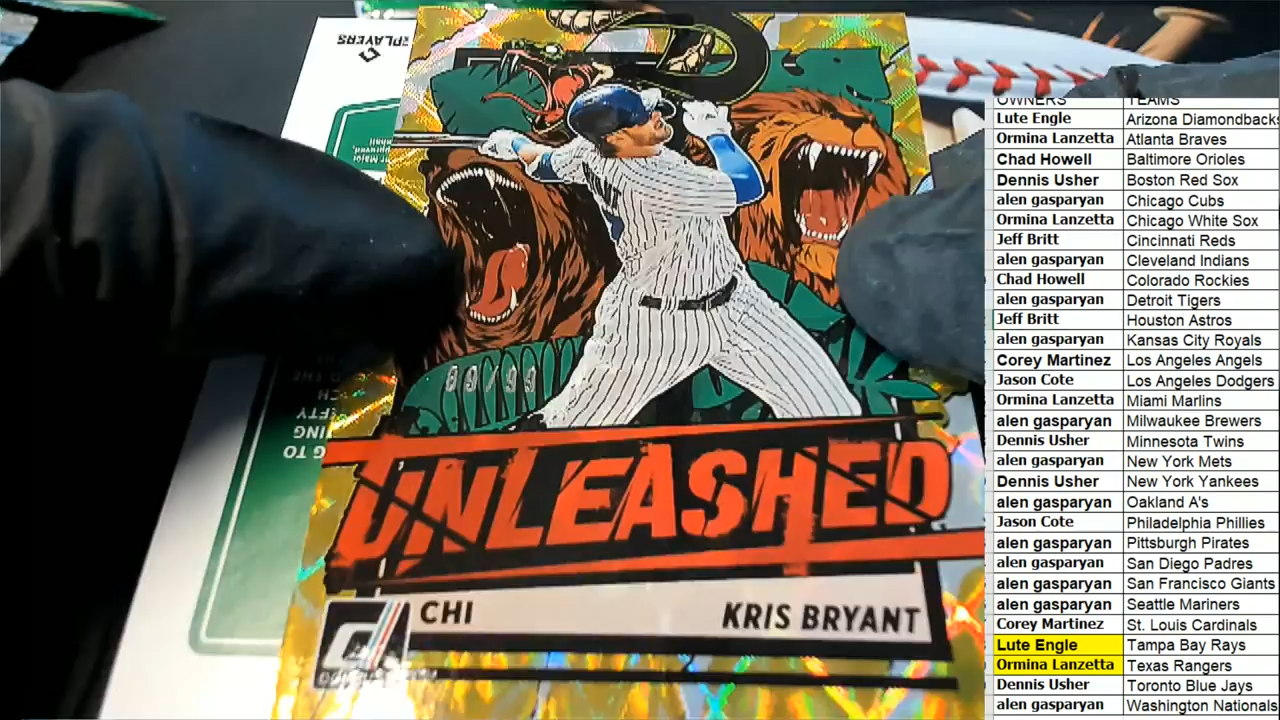 PLAYERS
89/99
UNLEASHED
CHI
KRIS BRYANT
OWNERS TEAMS
Lute Engle Arizona Diamondbacks
Ormina Lanzetta Atlanta Braves
Chad Howell Baltimore Orioles
Dennis Usher Boston Red Sox
alen gasparyan Chicago Cubs
Ormina Lanzetta Chicago White Sox
Jeff Britt Cincinnati Reds
alen gasparyan Cleveland Indians
Chad Howell Colorado Rockies
alen gasparyan Detroit Tigers
Jeff Britt Houston Astros
alen gasparyan Kansas City Royals
Corey Martinez Los Angeles Angels
Jason Cote Los Angeles Dodgers
Ormina Lanzetta Miami Marlins
alen gasparyan Milwaukee Brewers
Dennis Usher Minnesota Twins
alen gasparyan New York Mets
Dennis Usher New York Yankees
alen gasparyan Oakland A's
Jason Cote Philadelphia Phillies
alen gasparyan Pittsburgh Pirates
alen gasparyan San Diego Padres
alen gasparyan San Francisco Giants
alen gasparyan Seattle Mariners
Corey Martinez St. Louis Cardinals
Lute Engle Tampa Bay Rays
Ormina Lanzetta Texas Rangers
Dennis Usher Toronto Blue Jays
alen gasparyan Washington Nationals